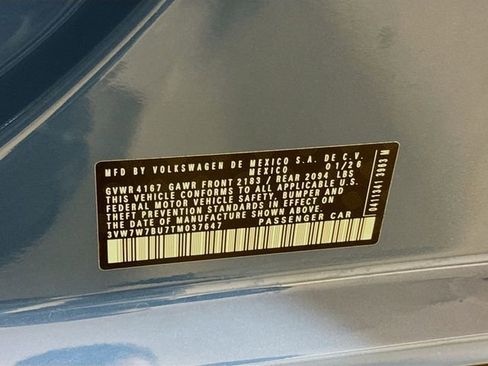 MFD BY VOLKSWAGEN DE MEXICO S.A. DE C.V.
MEXICO 01/26
GVWR 4167 GAWR FRONT 2183 / REAR 2094 LBS
THIS VEHICLE CONFORMS TO ALL APPLICABLE U.S.
FEDERAL MOTOR VEHICLE SAFETY, BUMPER, AND
THEFT PREVENTION STANDARDS IN EFFECT ON
THE DATE OF MANUFACTURE SHOWN ABOVE.
3VW7W7BU7TM037647 PASSENGER CAR
0611341 3063 M